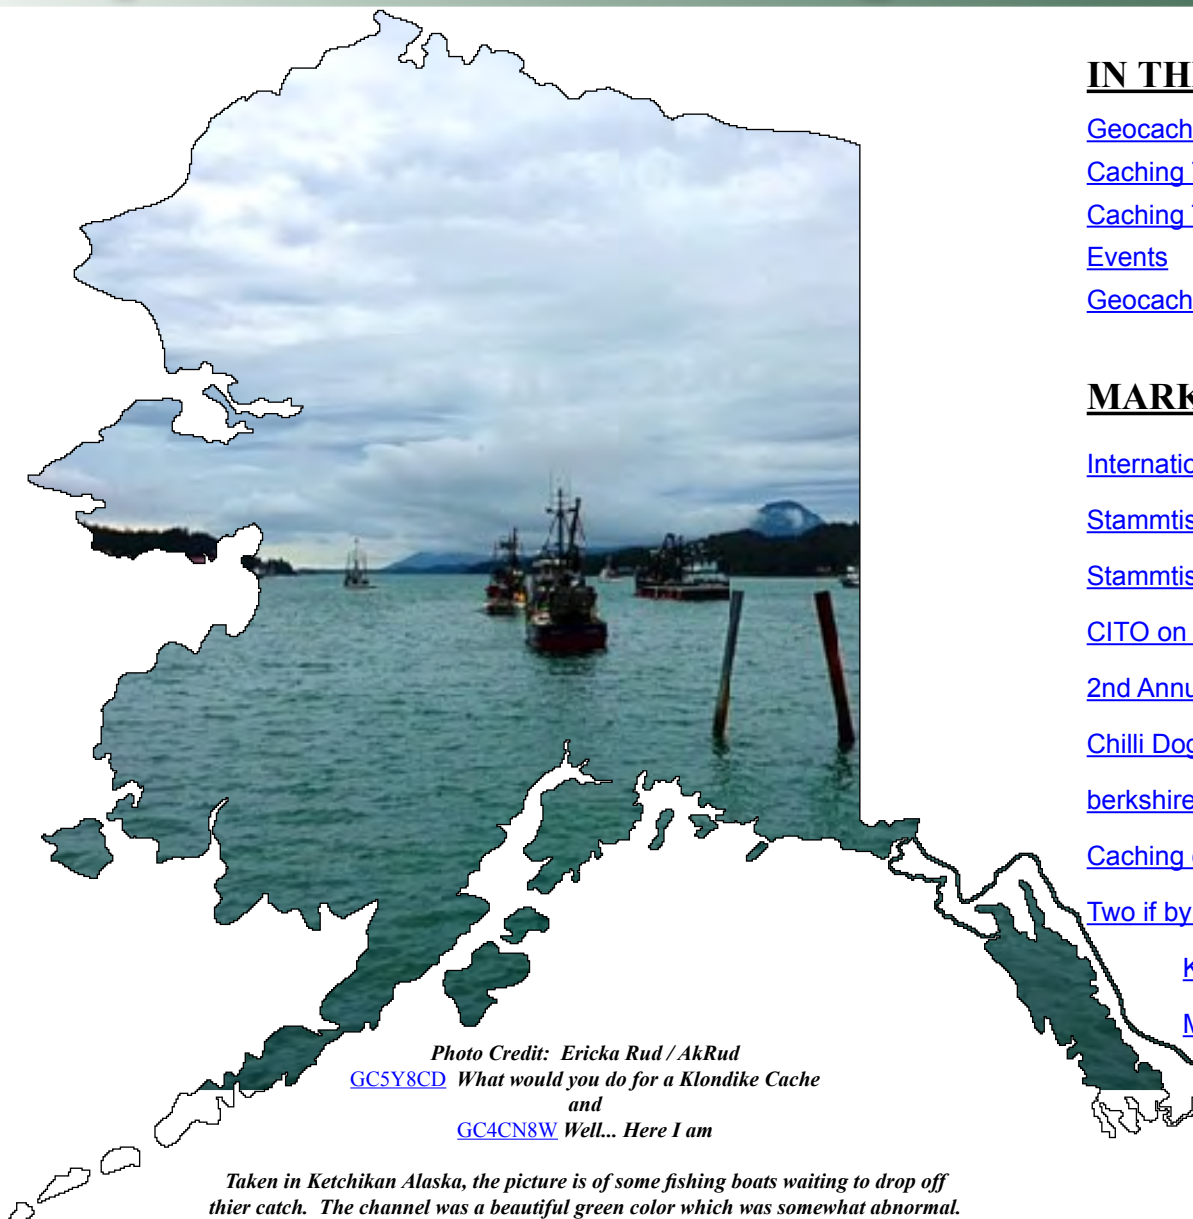 IN THI
Geocach
Caching
Caching
Events
Geocach
MARK
Internatio
Stammtis
Stammtis
CITO on
2nd Annu
Chilli Dog
berkshire
Caching
Two if by
K
M
Photo Credit: Ericka Rud / AkRud
GC5Y8CD What would you do for a Klondike Cache
and
GC4CN8W Well... Here I am
Taken in Ketchikan Alaska, the picture is of some fishing boats waiting to drop off
thier catch. The channel was a beautiful green color which was somewhat abnormal.